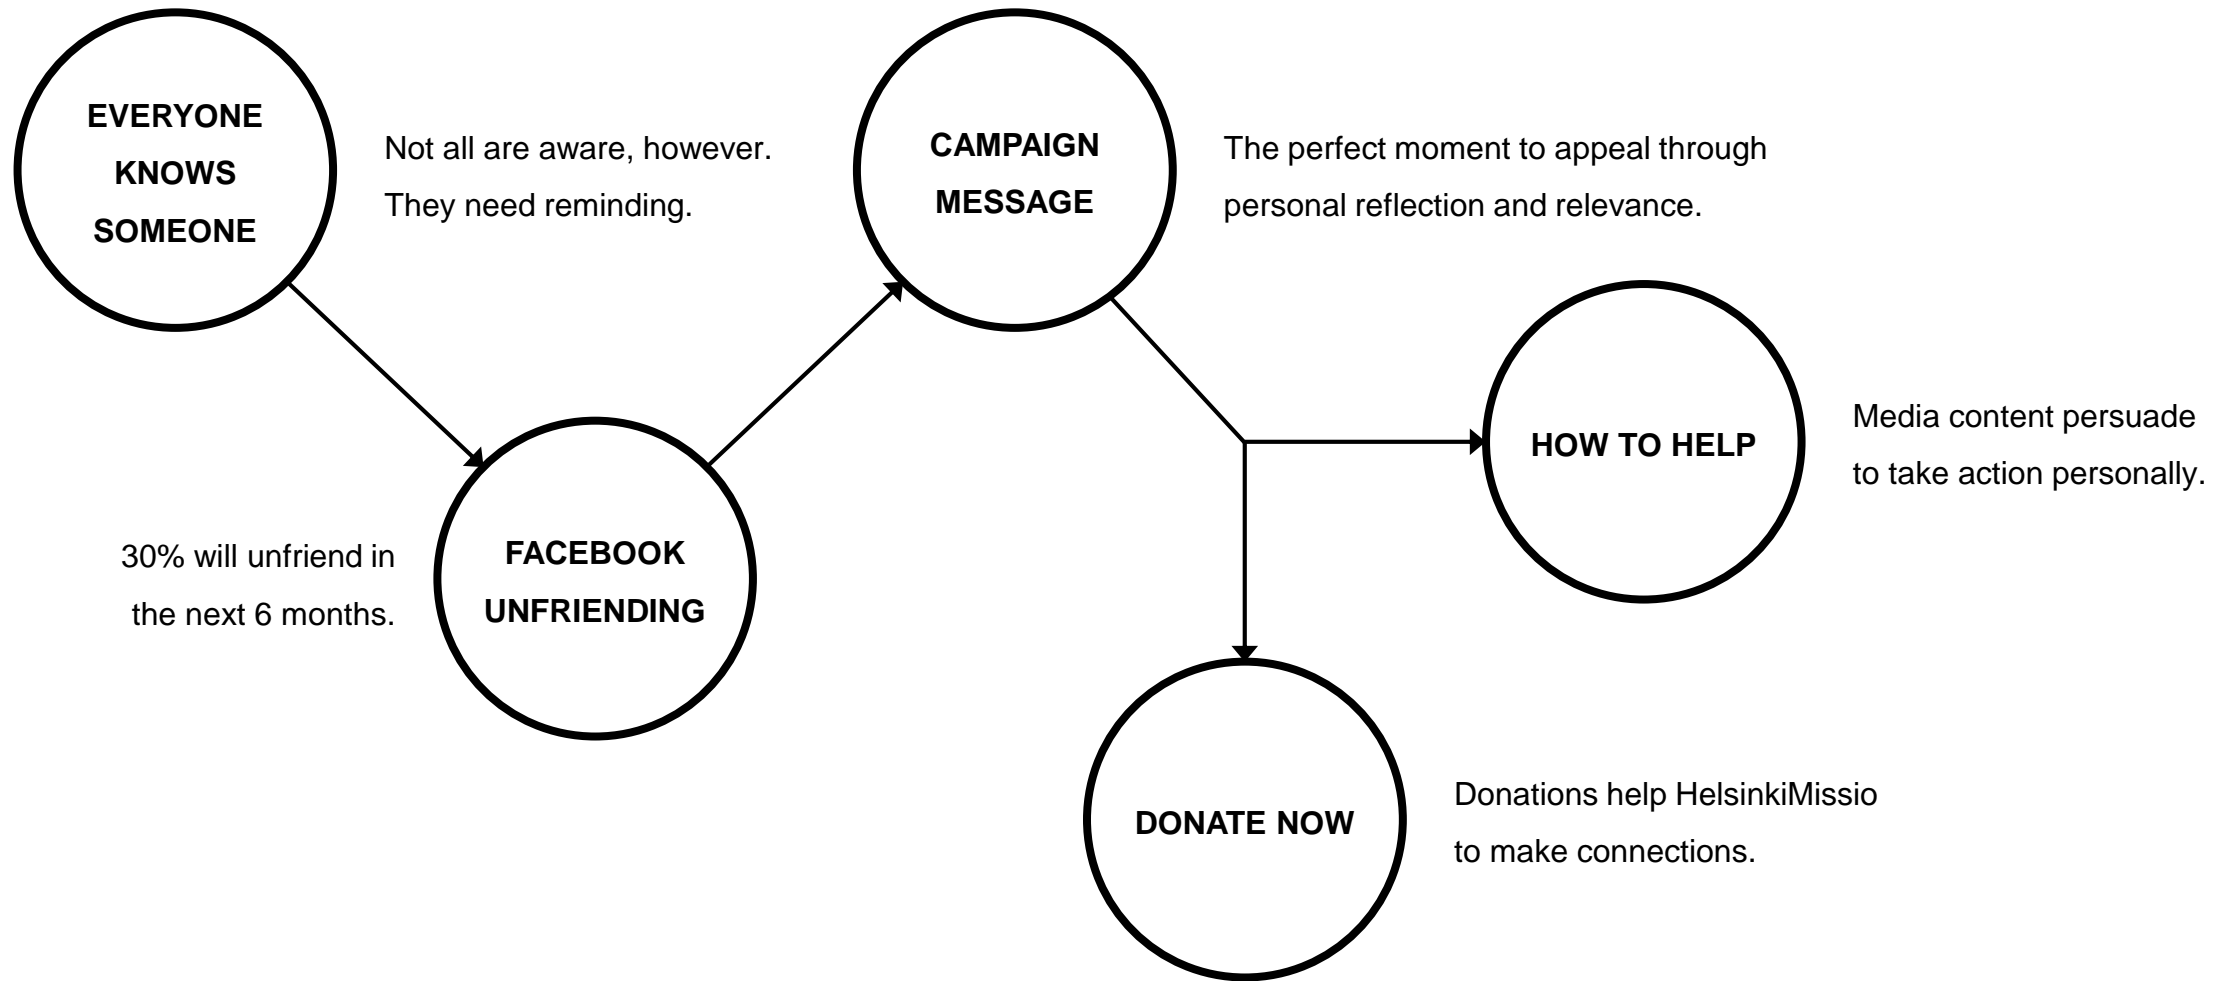 EVERYONE
KNOWS
SOMEONE
Not all are aware, however.
They need reminding.
FACEBOOK
UNFRIENDING
30% will unfriend in
the next 6 months.
CAMPAIGN
MESSAGE
The perfect moment to appeal through
personal reflection and relevance.
HOW TO HELP
Media content persuade
to take action personally.
DONATE NOW
Donations help HelsinkiMissio
to make connections.